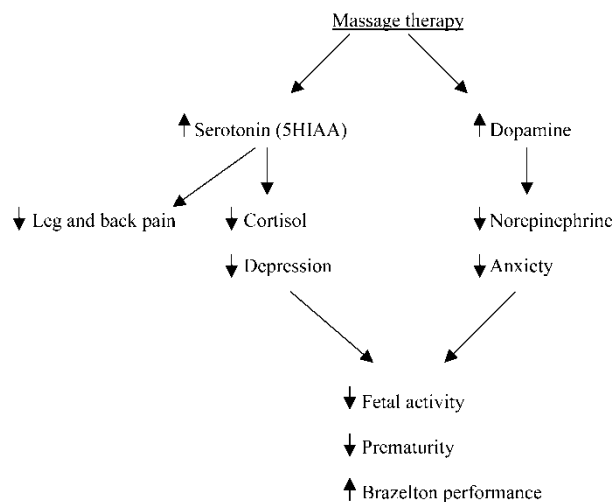 Massage therapy
Serotonin (5HIAA)
Dopamine
Leg and back pain
Cortisol
Norepinephrine
Depression
Anxiety
Fetal activity
Prematurity
Brazelton performance